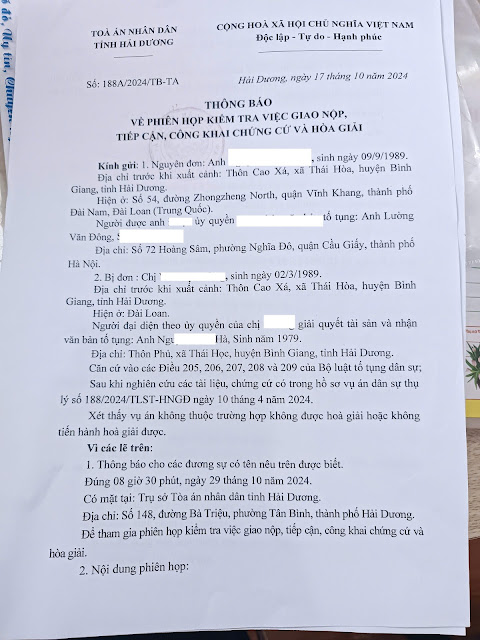 TOÀ ÁN NHÂN DÂN
TỈNH HẢI DƯƠNG
CỘNG HOÀ XÃ HỘI CHỦ NGHĨA VIỆT NAM
Độc lập - Tự do - Hạnh phúc
Số: 188A/2024/TB-TA
Hải Dương, ngày 17 tháng 10 năm 2024
THÔNG BÁO
VỀ PHIÊN HỌP KIỂM TRA VIỆC GIAO NỘP,
TIẾP CẬN, CÔNG KHAI CHỨNG CỨ VÀ HÒA GIẢI
Kính gửi: 1. Nguyên đơn: Anh , sinh ngày 09/9/1989.
Địa chỉ trước khi xuất cảnh: Thôn Cao Xá, xã Thái Hòa, huyện Bình
Giang, tỉnh Hải Dương.
Hiện ở: Số 54, đường Zhongzheng North, quận Vĩnh Khang, thành phố
Đài Nam, Đài Loan (Trung Quốc).
Người được anh ủy quyền tố tụng: Anh Lường
Văn Đông, S
Địa chỉ: Số 72 Hoàng Sâm, phường Nghĩa Đô, quận Cầu Giấy, thành phố
Hà Nội.
2. Bị đơn : Chị , sinh ngày 02/3/1989.
Địa chỉ trước khi xuất cảnh: Thôn Cao Xá, xã Thái Hòa, huyện Bình
Giang, tỉnh Hải Dương.
Hiện ở: Đài Loan.
Người đại diện theo ủy quyền của chị giải quyết tài sản và nhận
văn bản tố tụng: Anh Ngu Hà, Sinh năm 1979.
Địa chỉ: Thôn Phủ, xã Thái Học, huyện Bình Giang, tỉnh Hải Dương.
Căn cứ vào các Điều 205, 206, 207, 208 và 209 của Bộ luật tố tụng dân sự;
Sau khi nghiên cứu các tài liệu, chứng cứ có trong hồ sơ vụ án dân sự thụ
lý số 188/2024/TLST-HNGĐ ngày 10 tháng 4 năm 2024.
Xét thấy vụ án không thuộc trường hợp không được hoà giải hoặc không
tiến hành hoà giải được.
Vì các lẽ trên:
1. Thông báo cho các đương sự có tên nêu trên được biết.
Đúng 08 giờ 30 phút, ngày 29 tháng 10 năm 2024.
Có mặt tại: Trụ sở Tòa án nhân dân tỉnh Hải Dương.
Địa chỉ: Số 148, đường Bà Triệu, phường Tân Bình, thành phố Hải Dương.
Để tham gia phiên họp kiểm tra việc giao nộp, tiếp cận, công khai chứng cứ và
hòa giải.
2. Nội dung phiên họp: